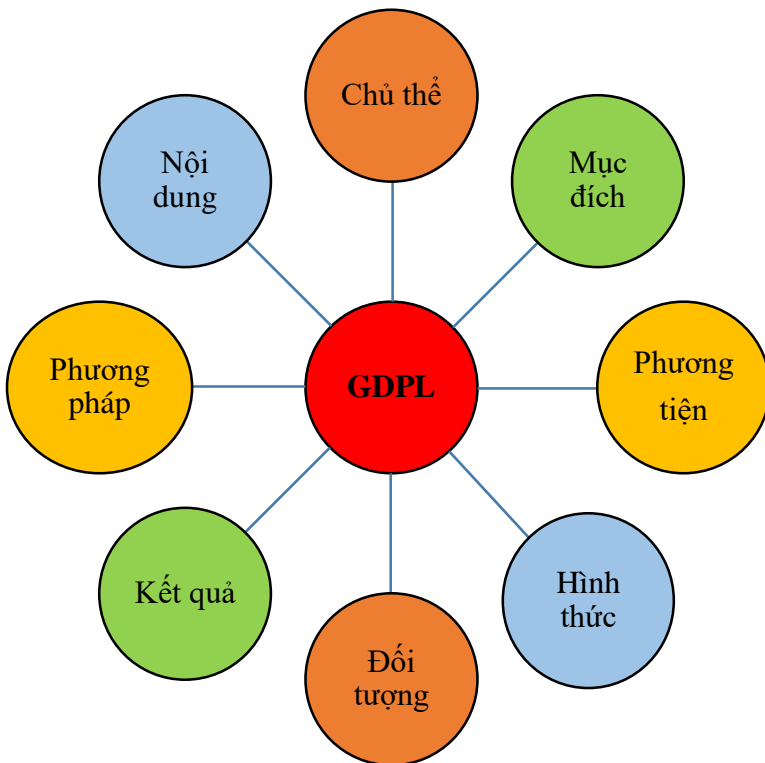 Chủ thể
Nội
dung
Mục
đích
Phương
pháp
GDPL
Phương
tiện
Kết quả
Hình
thức
Đối
tượng